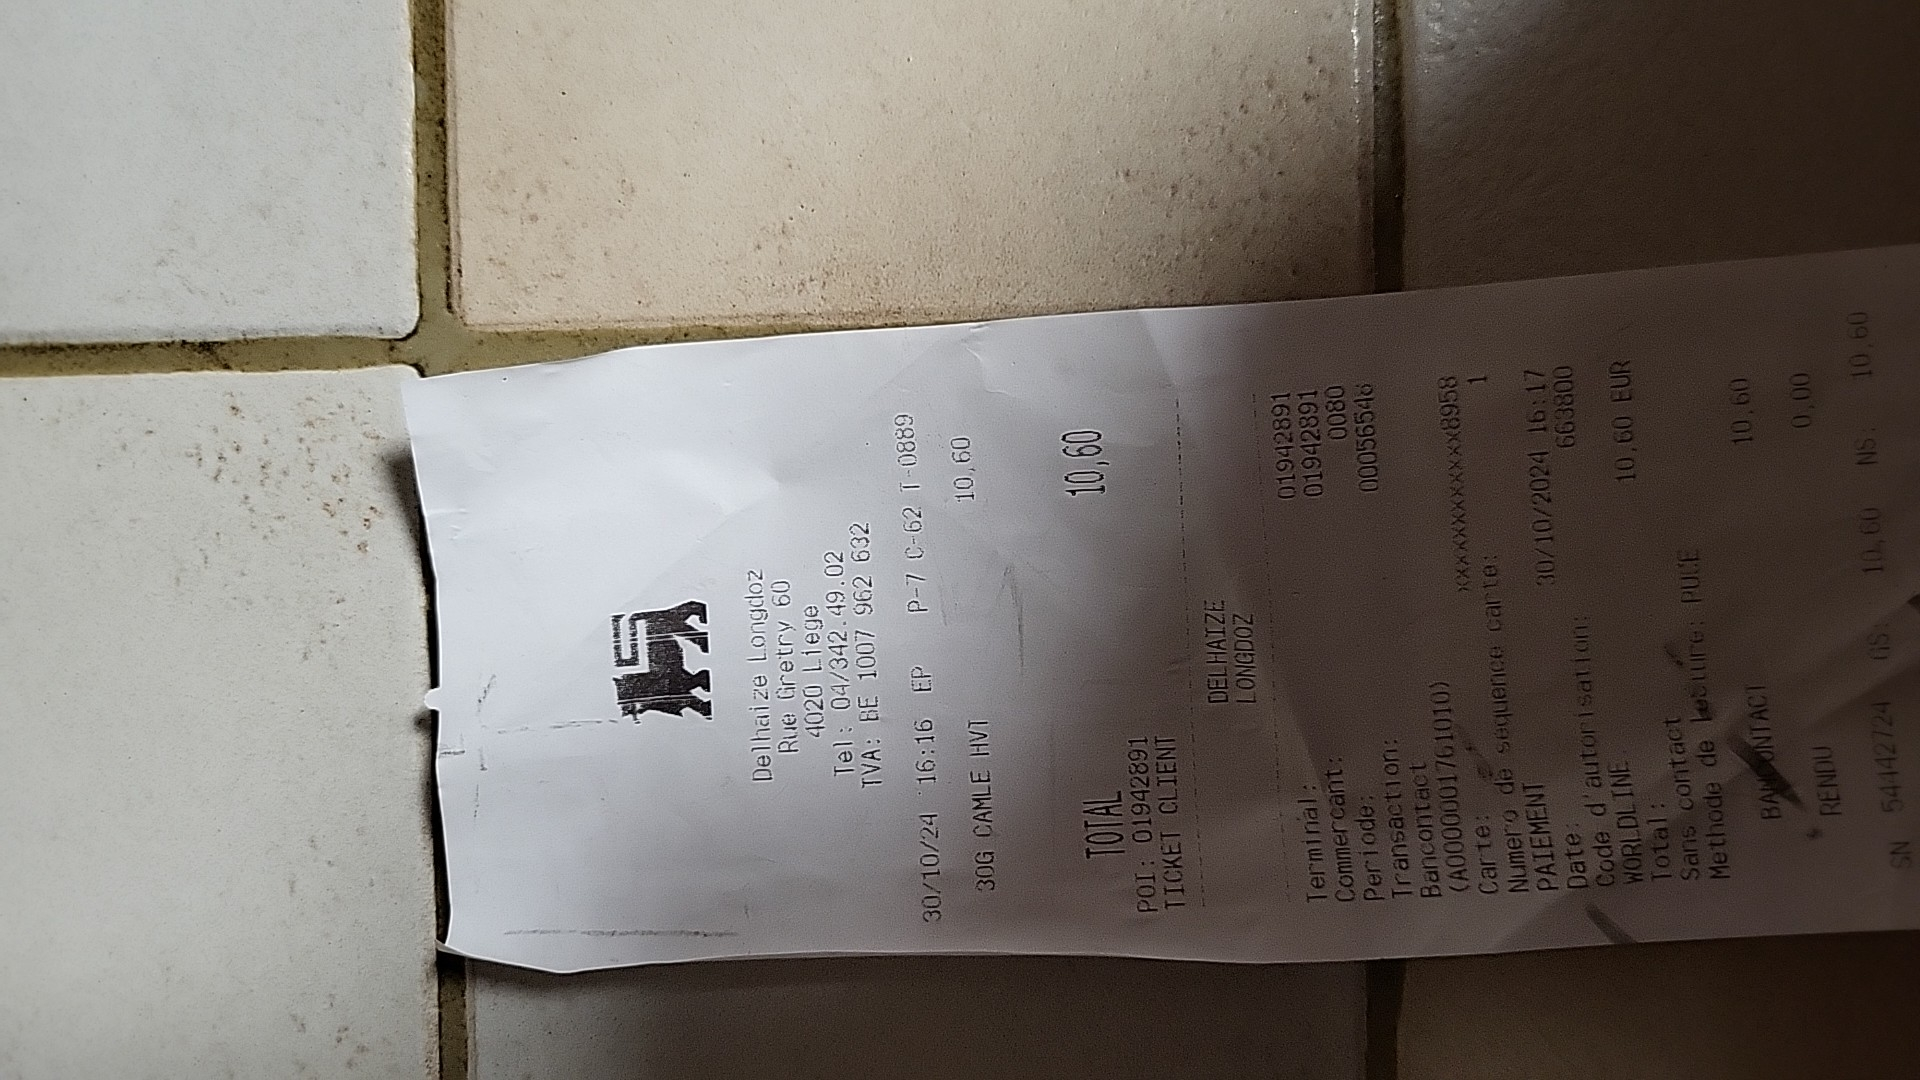 Delhaize Longdoz
Rue Gretry 60
4020 Liege
Tel: 04/342.49.02
TVA: BE 1007 962 632
30/10/24 16:16 EP P-7 C-62 T-0889
30G CAMLE HVT 10,60
TOTAL 10,60
POI: 01942891
TICKET CLIENT
DELHAIZE
LONGDOZ
Terminal: 01942891
Commercant: 01942891
Periode: 0080
Transaction: 00056548
Bancontact
(A0000001761010)
Carte: xxxxxxxxxxxxx8958
Numero de sequence carte: 1
PAIEMENT
Date: 30/10/2024 16:17
Code d'autorisation: 663800
WORLDLINE
Total: 10,60 EUR
Sans contact
Methode de lecture: PUCE
BANCONTACT 10,60
* RENDU 0,00
SN 54442724 GS: 10,60 NS: 10,60